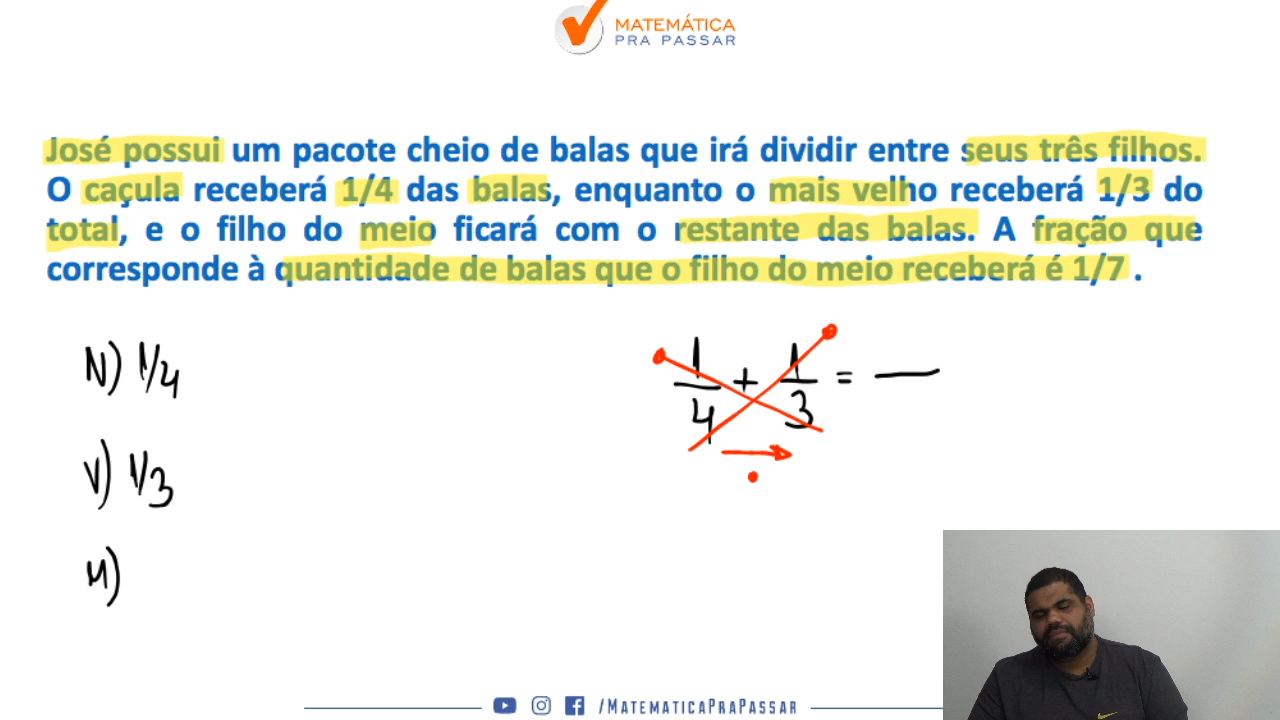 MATEMÁTICA
PRA PASSAR
José possui um pacote cheio de balas que irá dividir entre seus três filhos.
O caçula receberá 1/4 das balas, enquanto o mais velho receberá 1/3 do
total, e o filho do meio ficará com o restante das balas. A fração que
corresponde à quantidade de balas que o filho do meio receberá é 1/7 .
N) 1/4
1/4 + 1/3 =
V) 1/3
M)
/MATEMATICAPRAPASSAR